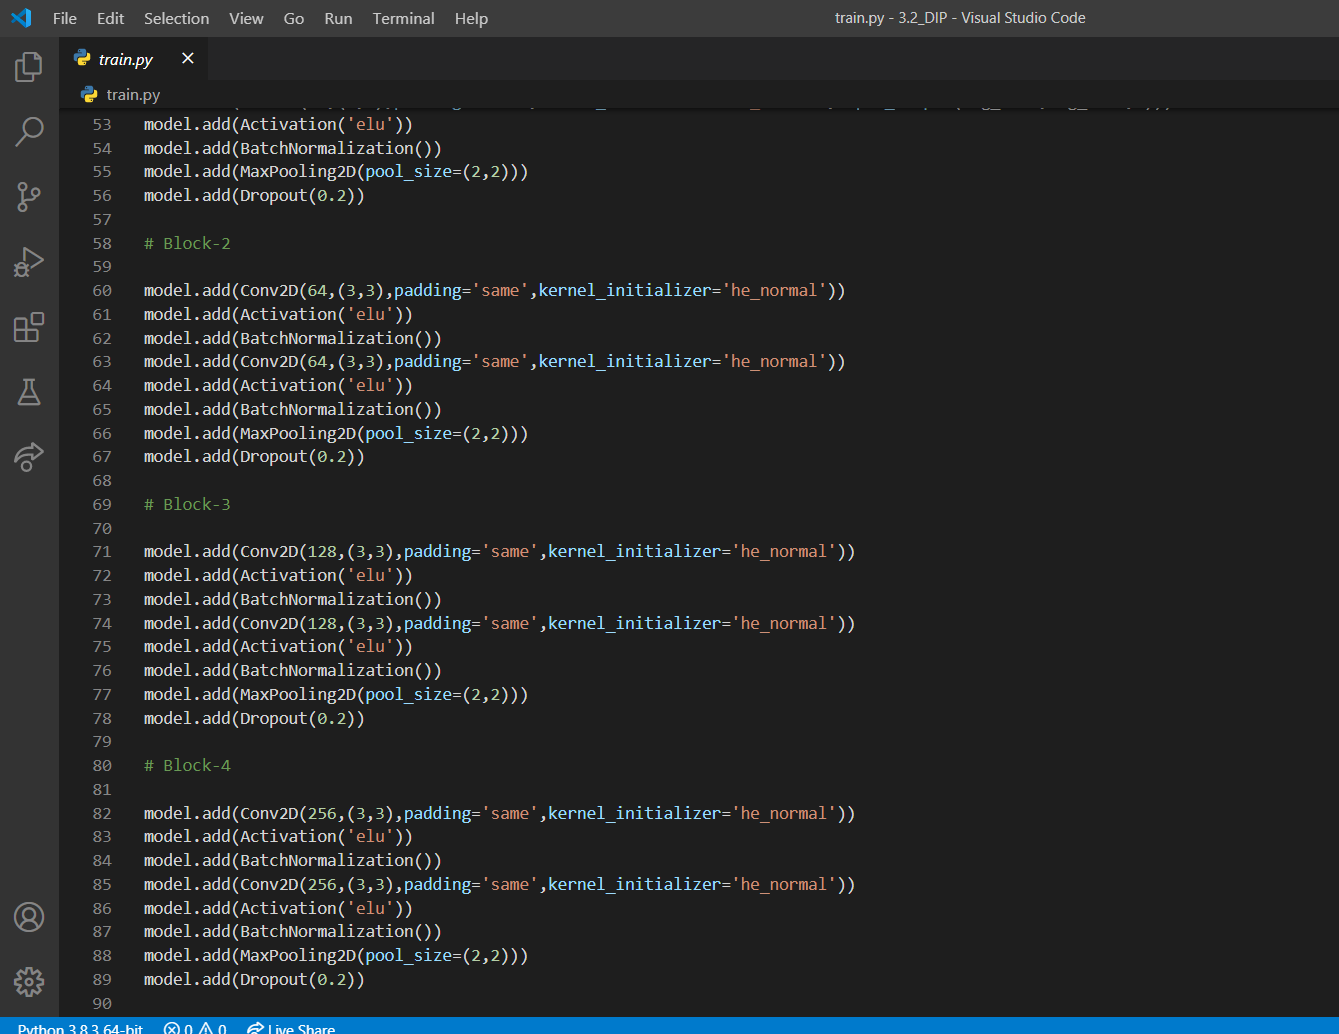 File Edit Selection View Go Run Terminal Help train.py - 3.2_DIP - Visual Studio Code
train.py
train.py
53 model.add(Activation('elu'))
54 model.add(BatchNormalization())
55 model.add(MaxPooling2D(pool_size=(2,2)))
56 model.add(Dropout(0.2))
57
58 # Block-2
59
60 model.add(Conv2D(64,(3,3),padding='same',kernel_initializer='he_normal'))
61 model.add(Activation('elu'))
62 model.add(BatchNormalization())
63 model.add(Conv2D(64,(3,3),padding='same',kernel_initializer='he_normal'))
64 model.add(Activation('elu'))
65 model.add(BatchNormalization())
66 model.add(MaxPooling2D(pool_size=(2,2)))
67 model.add(Dropout(0.2))
68
69 # Block-3
70
71 model.add(Conv2D(128,(3,3),padding='same',kernel_initializer='he_normal'))
72 model.add(Activation('elu'))
73 model.add(BatchNormalization())
74 model.add(Conv2D(128,(3,3),padding='same',kernel_initializer='he_normal'))
75 model.add(Activation('elu'))
76 model.add(BatchNormalization())
77 model.add(MaxPooling2D(pool_size=(2,2)))
78 model.add(Dropout(0.2))
79
80 # Block-4
81
82 model.add(Conv2D(256,(3,3),padding='same',kernel_initializer='he_normal'))
83 model.add(Activation('elu'))
84 model.add(BatchNormalization())
85 model.add(Conv2D(256,(3,3),padding='same',kernel_initializer='he_normal'))
86 model.add(Activation('elu'))
87 model.add(BatchNormalization())
88 model.add(MaxPooling2D(pool_size=(2,2)))
89 model.add(Dropout(0.2))
90
Python 3.8.3 64-bit 0 0 Live Share